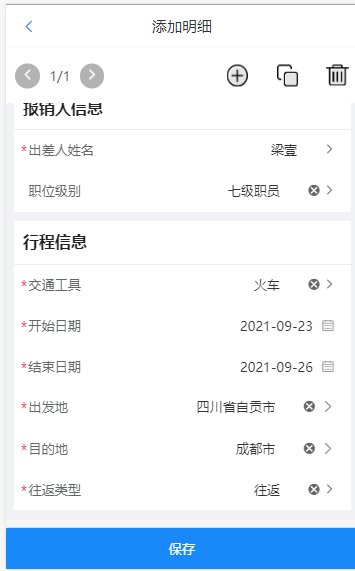 添加明细
1/1
报销人信息
*出差人姓名 梁壹
职位级别 七级职员
行程信息
*交通工具 火车
*开始日期 2021-09-23
*结束日期 2021-09-26
*出发地 四川省自贡市
*目的地 成都市
*往返类型 往返
保存